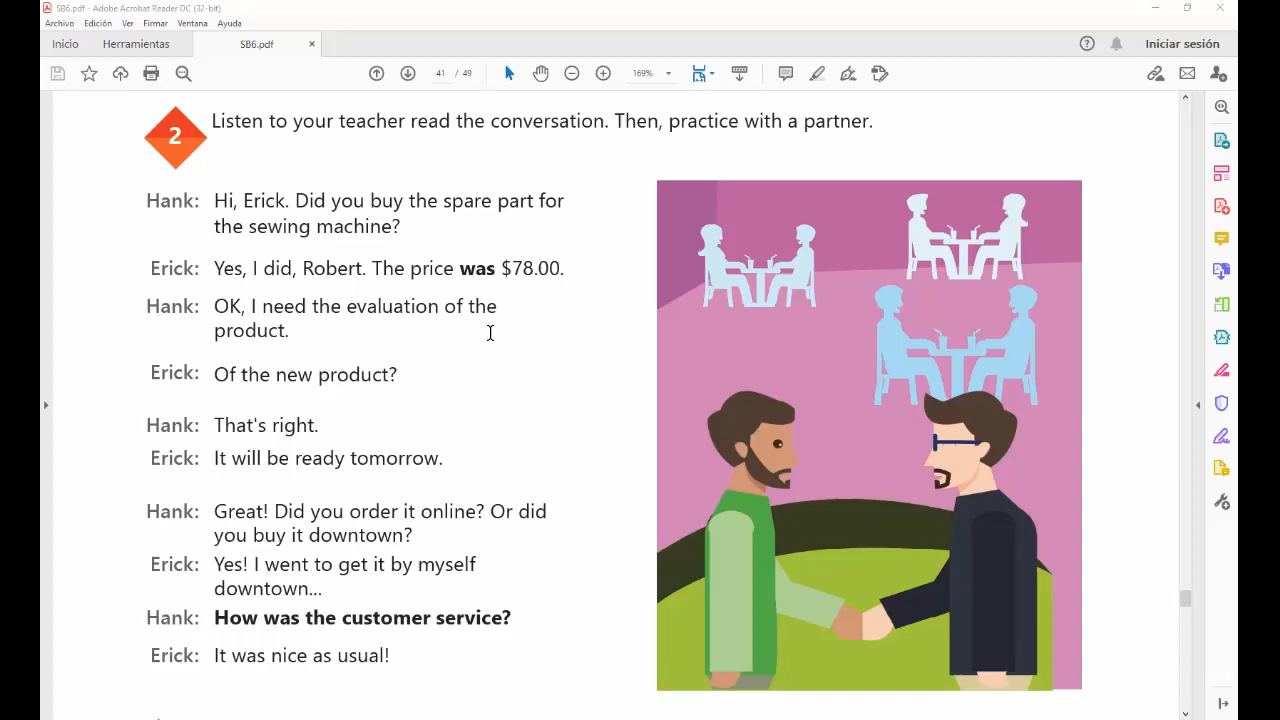 SB6.pdf - Adobe Acrobat Reader DC (32-bit)
Archivo Edición Ver Firmar Ventana Ayuda
Inicio Herramientas SB6.pdf × Iniciar sesión
41 / 49 169%
2 Listen to your teacher read the conversation. Then, practice with a partner.
Hank: Hi, Erick. Did you buy the spare part for
the sewing machine?
Erick: Yes, I did, Robert. The price was $78.00.
Hank: OK, I need the evaluation of the
product.
Erick: Of the new product?
Hank: That's right.
Erick: It will be ready tomorrow.
Hank: Great! Did you order it online? Or did
you buy it downtown?
Erick: Yes! I went to get it by myself
downtown...
Hank: How was the customer service?
Erick: It was nice as usual!